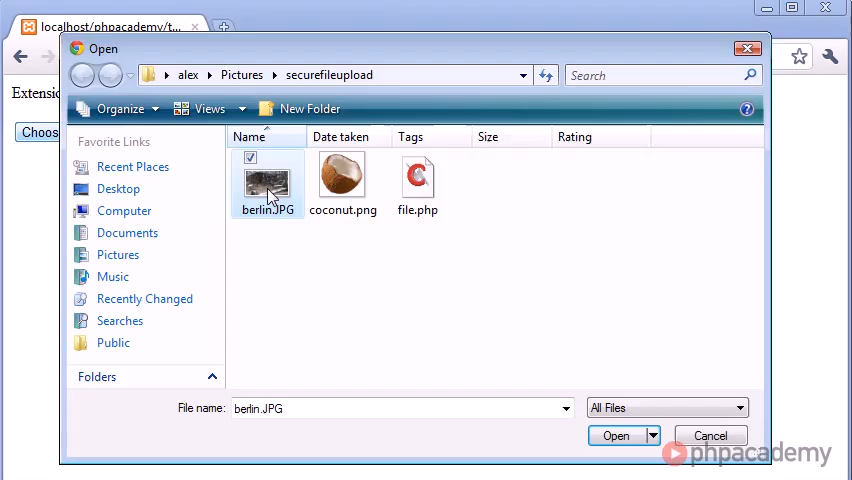 localhost/phpacademy/t...
Open
alex
Pictures
securefileupload
Search
Extensio
Organize
Views
New Folder
Choos
Favorite Links
Recent Places
Desktop
Computer
Documents
Pictures
Music
Recently Changed
Searches
Public
Folders
Name
Date taken
Tags
Size
Rating
berlin.JPG
coconut.png
file.php
File name:
berlin.JPG
All Files
Open
Cancel
phpacademy